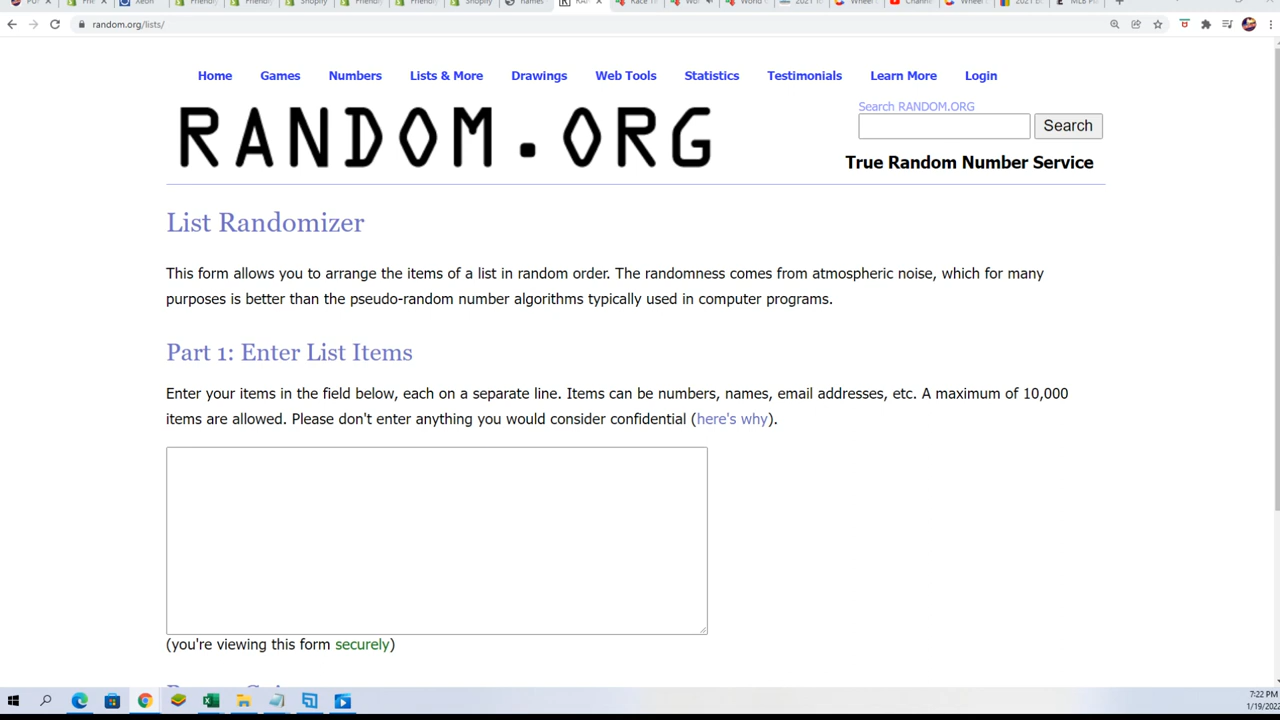 Shopify
Shopify
random.org/lists/
Home Games Numbers Lists & More Drawings Web Tools Statistics Testimonials Learn More Login
RANDOM.ORG
Search RANDOM.ORG
Search
True Random Number Service
List Randomizer
This form allows you to arrange the items of a list in random order. The randomness comes from atmospheric noise, which for many
purposes is better than the pseudo-random number algorithms typically used in computer programs.
Part 1: Enter List Items
Enter your items in the field below, each on a separate line. Items can be numbers, names, email addresses, etc. A maximum of 10,000
items are allowed. Please don't enter anything you would consider confidential (here's why).
(you're viewing this form securely)
7:22 PM
1/19/2022